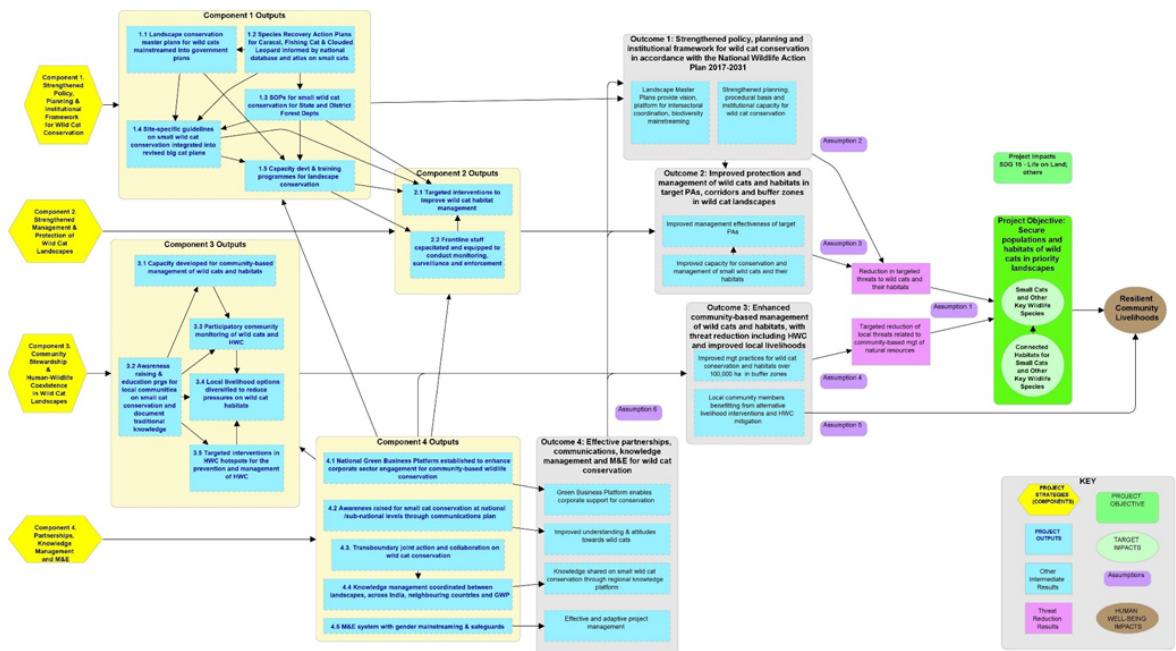 Component 1 Outputs
1.1 Landscape conservation
master plans for wild cats
mainstreamed into government
plans
1.2 Species Recovery Action Plans
for Caracal, Fishing Cat & Clouded
Leopard informed by national
database and atlas on small cats
1.3 SOPs for small wild cat
conservation for State and District
Forest Depts
1.4 Site-specific guidelines
on small wild cat
conservation integrated into
revised big cat plans
1.5 Capacity devt & training
programmes for landscape
conservation
Component 1.
Strengthened
Policy,
Planning &
Institutional
Framework
for Wild Cat
Conservation
Outcome 1: Strengthened policy, planning and
institutional framework for wild cat conservation
in accordance with the National Wildlife Action
Plan 2017-2031
Landscape Master
Plans provide vision,
platform for intersectoral
coordination, biodiversity
mainstreaming
Strengthened planning,
procedural basis and
institutional capacity for
wild cat conservation
Assumption 2
Project Impacts
SDG 15 - Life on Land;
others
Component 2 Outputs
2.1 Targeted interventions to
improve wild cat habitat
management
2.2 Frontline staff
capacitated and equipped to
conduct monitoring,
surveillance and enforcement
Component 2.
Strengthened
Management &
Protection
of Wild Cat
Landscapes
Outcome 2: Improved protection and
management of wild cats and habitats in
target PAs, corridors and buffer zones
in wild cat landscapes
Improved management effectiveness of target
PAs
Improved capacity for conservation and
management of small wild cats and their
habitats
Assumption 3
Reduction in targeted
threats to wild cats and
their habitats
Assumption 1
Project Objective:
Secure
populations and
habitats of wild
cats in priority
landscapes
Small Cats
and Other
Key Wildlife
Species
Connected
Habitats for
Small Cats
and Other
Key Wildlife
Species
Resilient
Community
Livelihoods
Component 3 Outputs
3.1 Capacity developed for community-based
management of wild cats and habitats
3.3 Participatory community
monitoring of wild cats and
HWC
3.2 Awareness
raising &
education prgs for
local communities
on small cat
conservation and
document
traditional
knowledge
3.4 Local livelihood options
diversified to reduce
pressures on wild cat
habitats
3.5 Targeted interventions in
HWC hotspots for the
prevention and management
of HWC
Component 3.
Community
Stewardship
&
Human-Wildlife
Coexistence
in Wild Cat
Landscapes
Outcome 3: Enhanced
community-based management
of wild cats and habitats, with
threat reduction including HWC
and improved local livelihoods
Improved mgt practices for wild cat
conservation and habitats over
100,000 ha in buffer zones
Local community members
benefitting from alternative
livelihood interventions and HWC
mitigation
Targeted reduction of
local threats related to
community-based mgt of
natural resources
Assumption 4
Assumption 5
Assumption 6
Component 4 Outputs
4.1 National Green Business Platform established to enhance
corporate sector engagement for community-based wildlife
conservation
4.2 Awareness raised for small cat conservation at national
/sub-national levels through communications plan
4.3. Transboundary joint action and collaboration on
wild cat conservation
4.4 Knowledge management coordinated between
landscapes, across India, neighbouring countries and GWP
4.5 M&E system with gender mainstreaming & safeguards
Component 4.
Partnerships,
Knowledge
Management
and M&E
Outcome 4: Effective partnerships,
communications, knowledge
management and M&E for wild cat
conservation
Green Business Platform enables
corporate support for conservation
Improved understanding & attitudes
towards wild cats
Knowledge shared on small wild cat
conservation through regional knowledge
platform
Effective and adaptive project
management
KEY
PROJECT
STRATEGIES
(COMPONENTS)
PROJECT
OBJECTIVE
PROJECT
OUTPUTS
TARGET
IMPACTS
Other
Intermediate
Results
Assumptions
Threat
Reduction
Results
HUMAN
WELL-BEING
IMPACTS